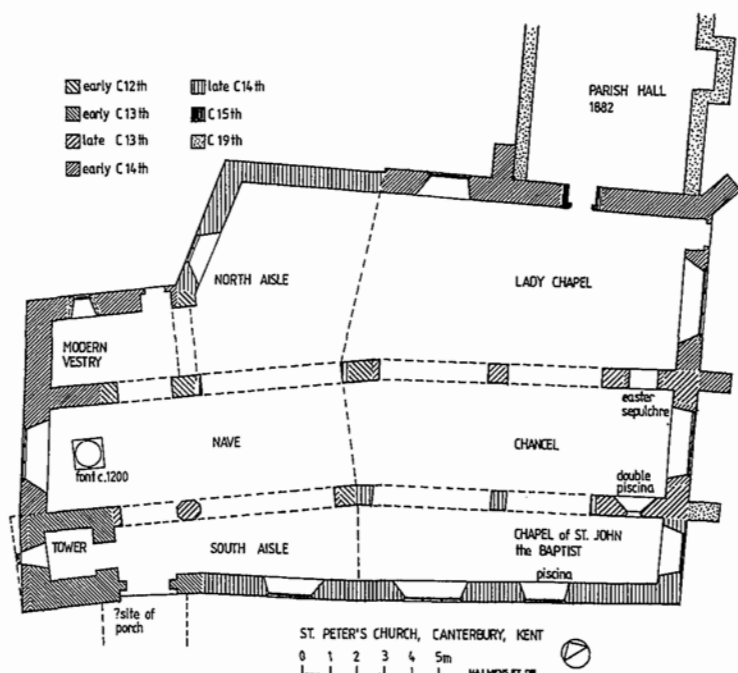 early C12th
early C13th
late C13th
early C14th
late C14th
C15th
C19th
PARISH HALL
1882
NORTH AISLE
LADY CHAPEL
MODERN
VESTRY
easter
sepulchre
NAVE
CHANCEL
font c.1200
double
piscina
TOWER
SOUTH AISLE
CHAPEL of ST. JOHN
the BAPTIST
piscina
?site of
porch
ST. PETER'S CHURCH, CANTERBURY, KENT
0 1 2 3 4 5m